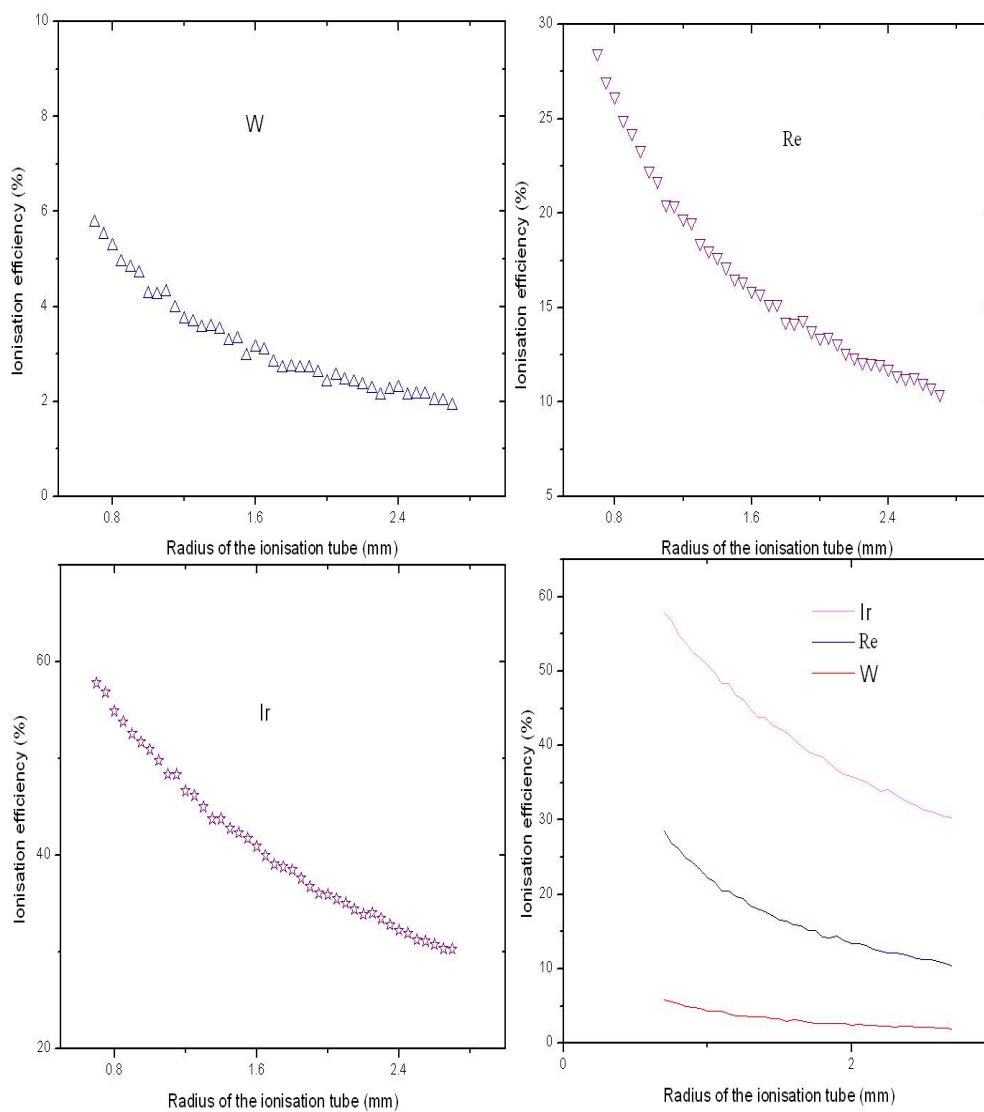 10
8
6
4
2
0
Ionisation efficiency (%)
W
0.8
1.6
2.4
Radius of the ionisation tube (mm)
30
25
20
15
10
5
Ionisation efficiency (%)
Re
0.8
1.6
2.4
Radius of the ionisation tube (mm)
60
40
20
Ionisation efficiency (%)
Ir
0.8
1.6
2.4
Radius of the ionisation tube (mm)
60
50
40
30
20
10
0
Ionisation efficiency (%)
Ir
Re
W
0
2
Radius of the ionisation tube (mm)